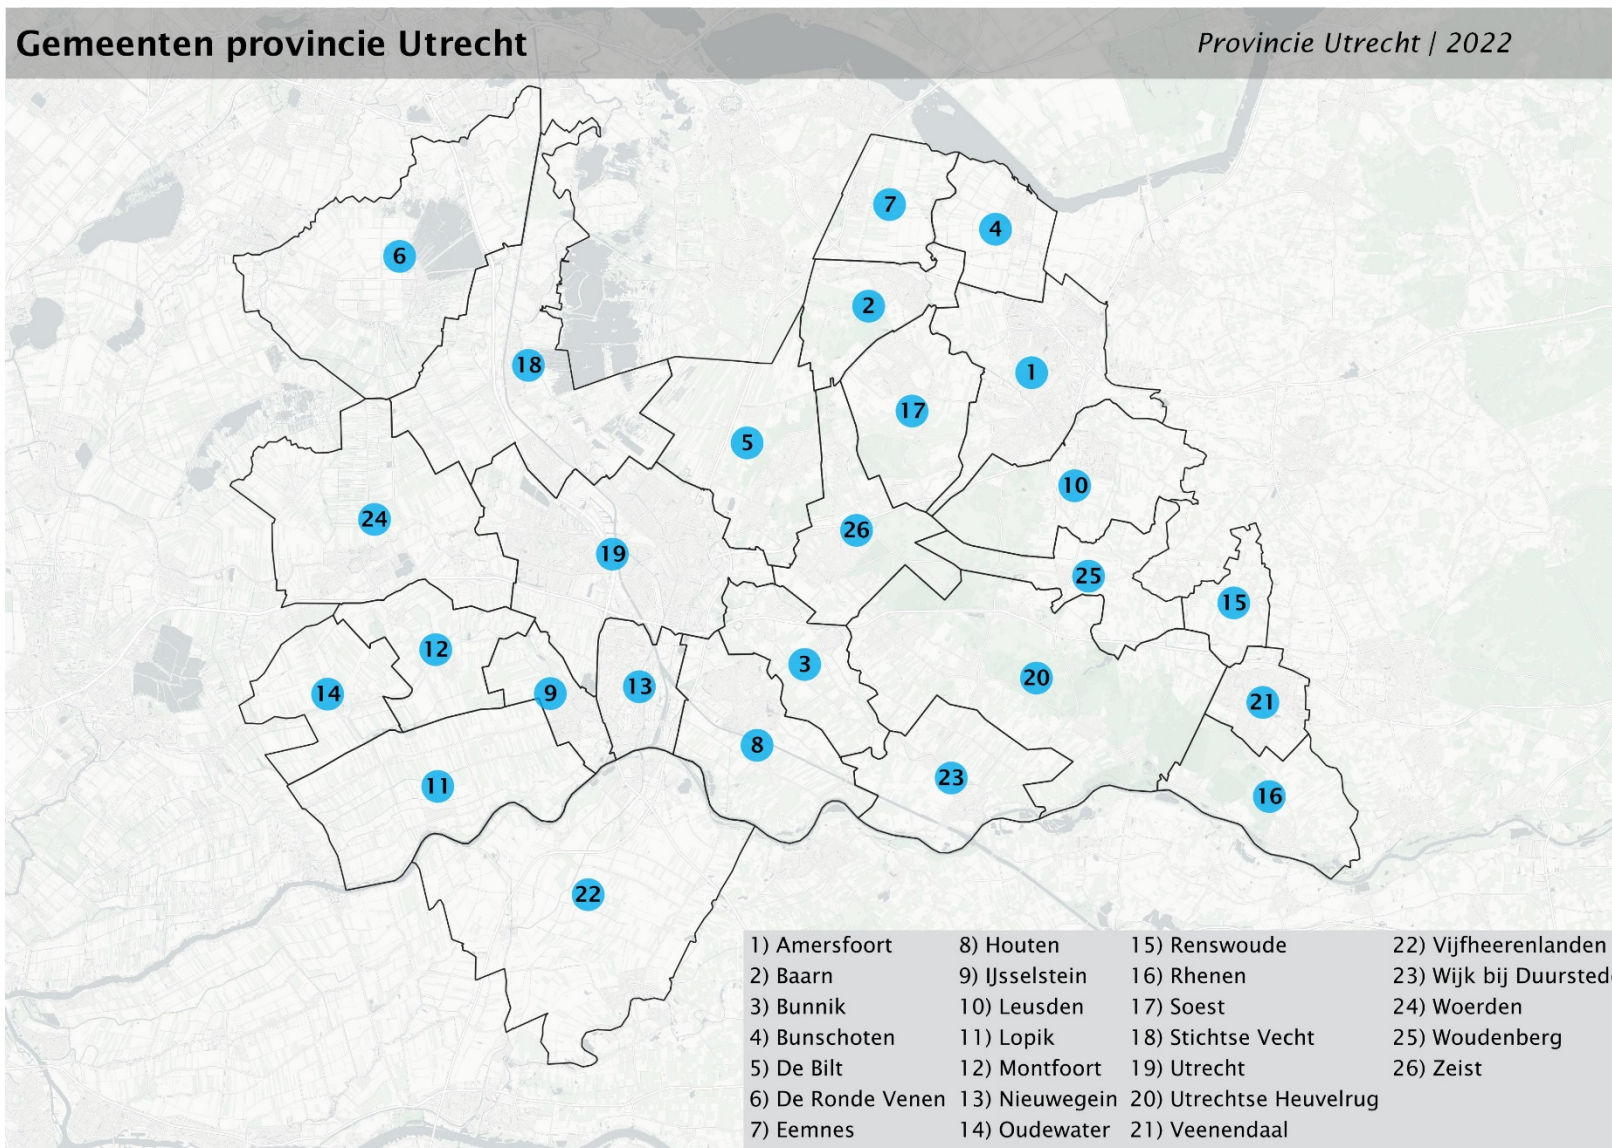 Gemeenten provincie Utrecht
Provincie Utrecht | 2022
7
4
6
2
18
1
17
5
10
24
26
19
25
15
12
3
20
14
9
13
21
8
23
11
16
22
1) Amersfoort
2) Baarn
3) Bunnik
4) Bunschoten
5) De Bilt
6) De Ronde Venen
7) Eemnes
8) Houten
9) IJsselstein
10) Leusden
11) Lopik
12) Montfoort
13) Nieuwegein
14) Oudewater
15) Renswoude
16) Rhenen
17) Soest
18) Stichtse Vecht
19) Utrecht
20) Utrechtse Heuvelrug
21) Veenendaal
22) Vijfheerenlanden
23) Wijk bij Duursted
24) Woerden
25) Woudenberg
26) Zeist